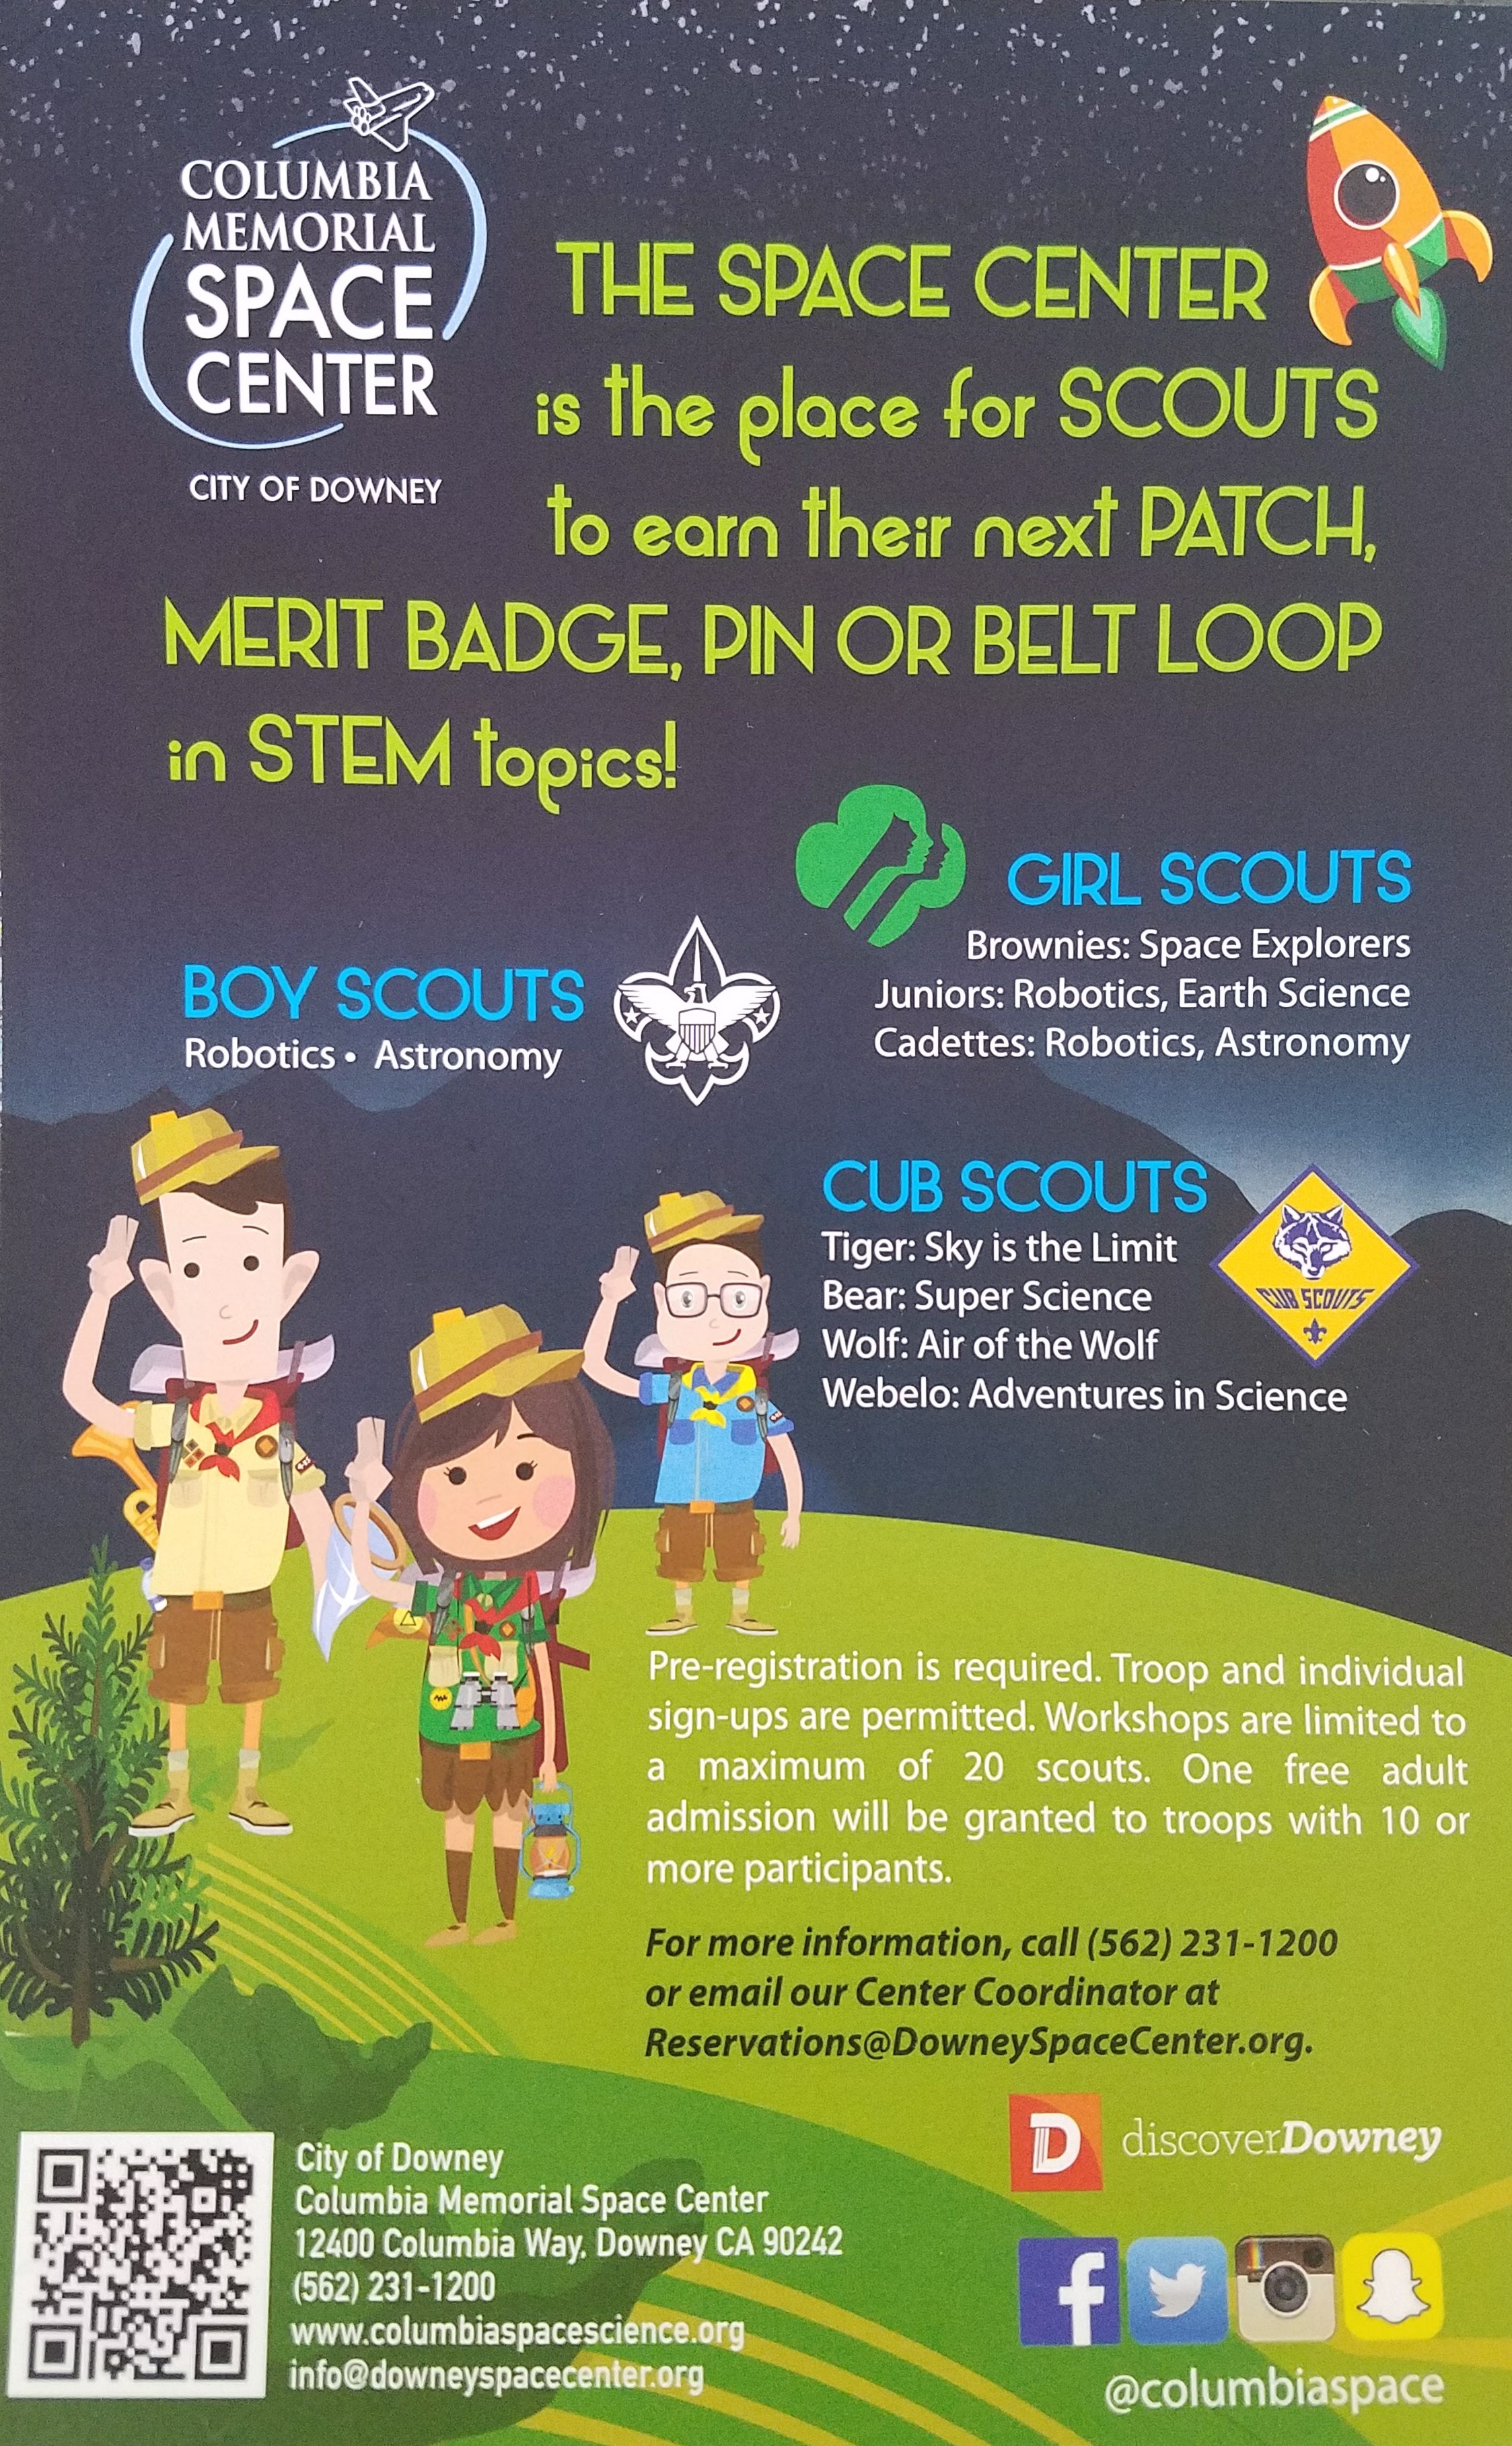 COLUMBIA
MEMORIAL
SPACE
CENTER
CITY OF DOWNEY
THE SPACE CENTER
is the place for SCOUTS
to earn their next PATCH,
MERIT BADGE, PIN OR BELT LOOP
in STEM topics!
GIRL SCOUTS
Brownies: Space Explorers
Juniors: Robotics, Earth Science
Cadettes: Robotics, Astronomy
BOY SCOUTS
Robotics • Astronomy
CUB SCOUTS
Tiger: Sky is the Limit
Bear: Super Science
Wolf: Air of the Wolf
Webelo: Adventures in Science
CUB SCOUTS
Pre-registration is required. Troop and individual
sign-ups are permitted. Workshops are limited to
a maximum of 20 scouts. One free adult
admission will be granted to troops with 10 or
more participants.
For more information, call (562) 231-1200
or email our Center Coordinator at
Reservations@DowneySpaceCenter.org.
D discoverDowney
City of Downey
Columbia Memorial Space Center
12400 Columbia Way, Downey CA 90242
(562) 231-1200
www.columbiaspacescience.org
info@downeyspacecenter.org
@columbiaspace